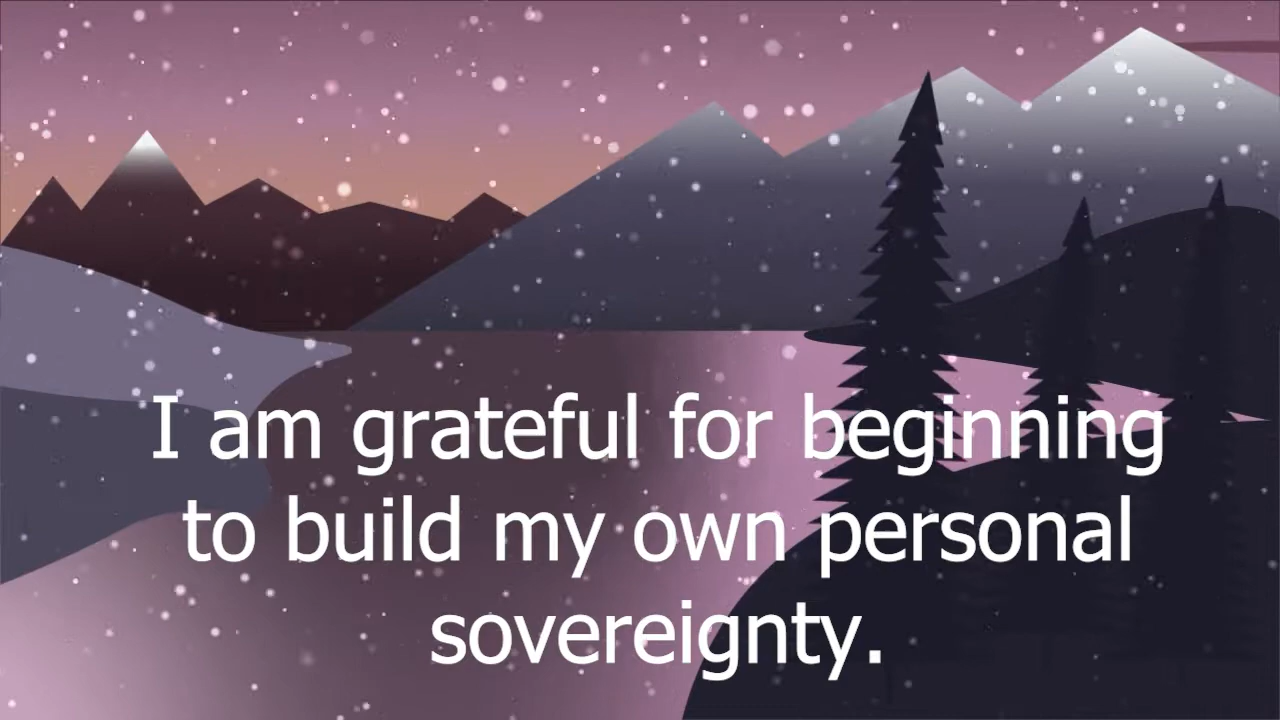 I am grateful for beginning
to build my own personal
sovereignty.